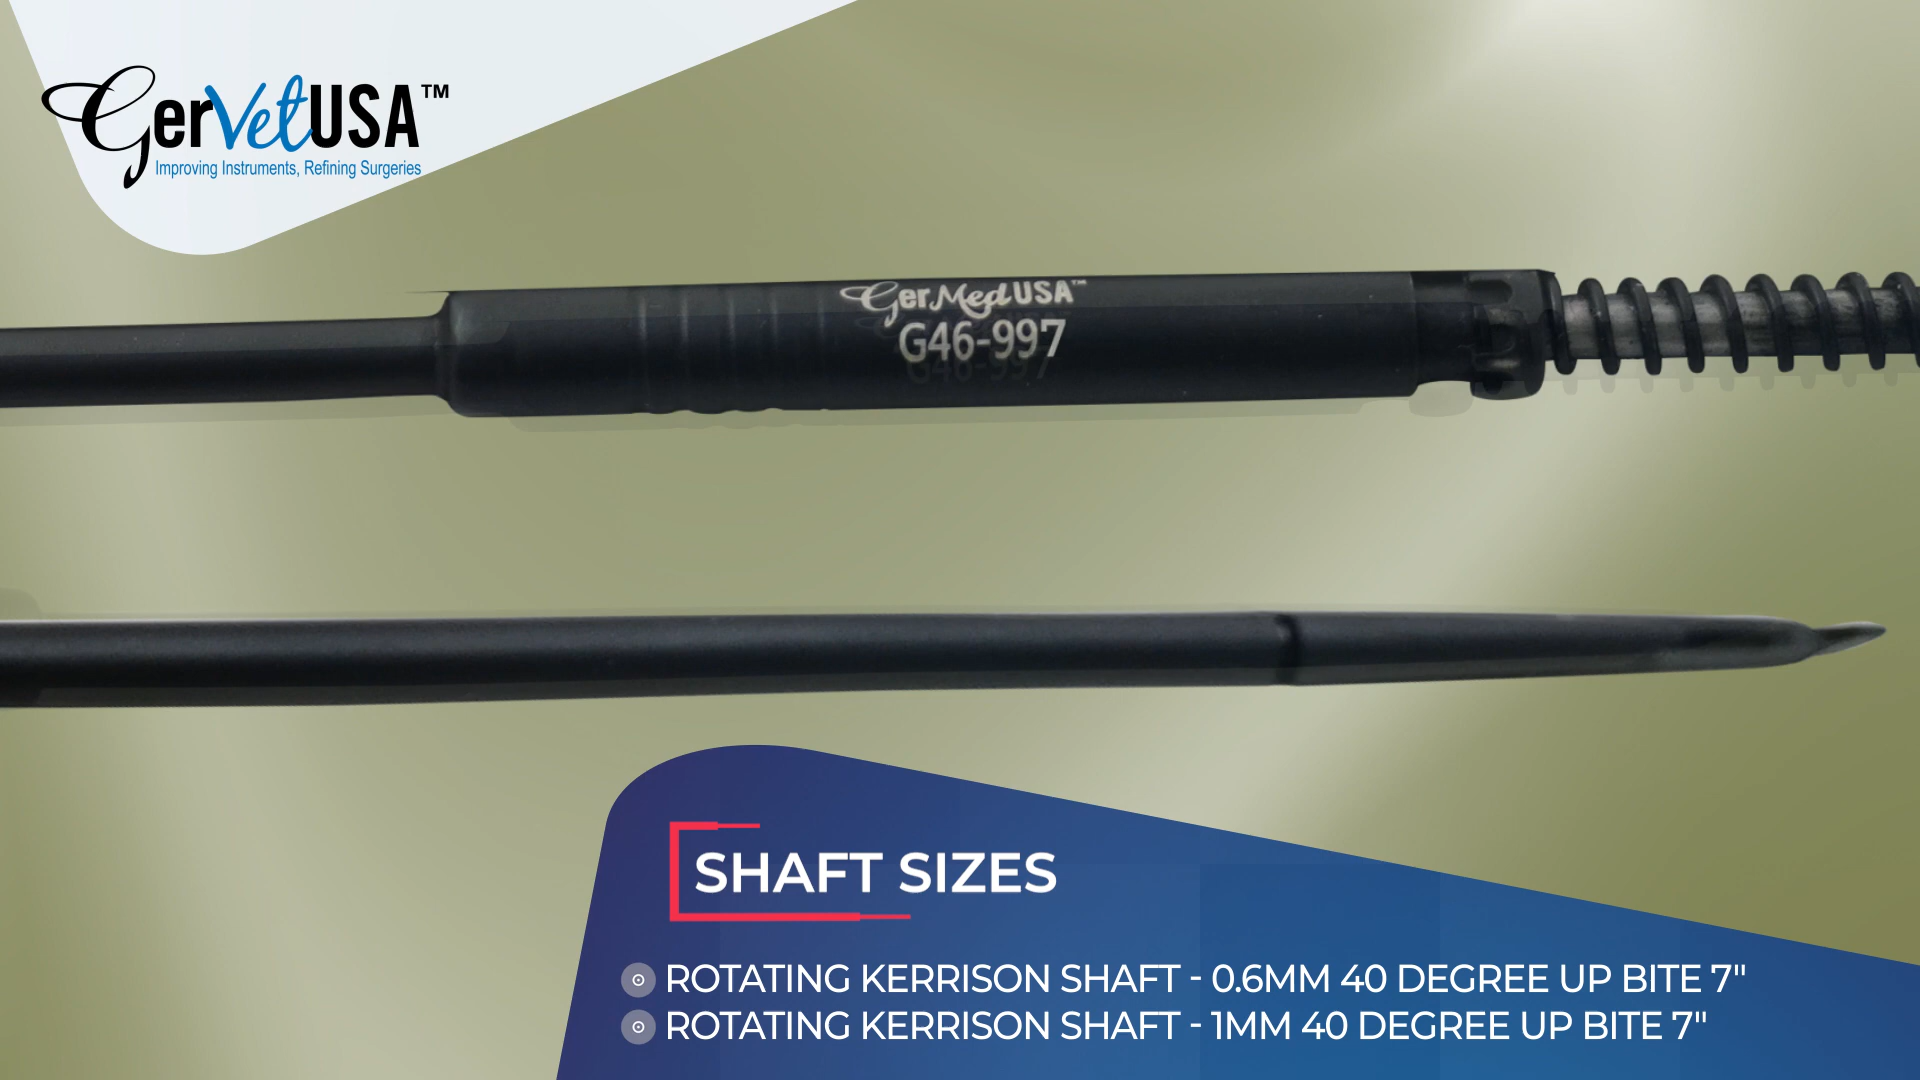 GerVetUSA™
Improving Instruments, Refining Surgeries
GerMedUSA™
G46-997
SHAFT SIZES
ROTATING KERRISON SHAFT - 0.6MM 40 DEGREE UP BITE 7"
ROTATING KERRISON SHAFT - 1MM 40 DEGREE UP BITE 7"